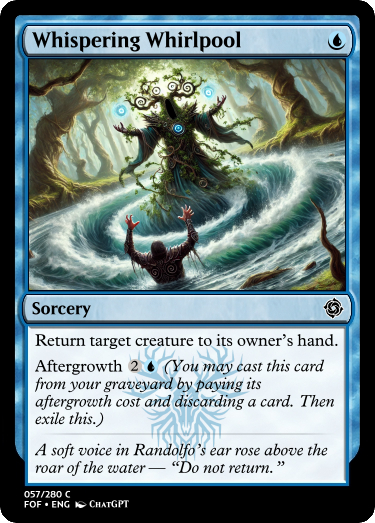 Whispering Whirlpool
Sorcery
Return target creature to its owner's hand.
Aftergrowth 2 (You may cast this card
from your graveyard by paying its
aftergrowth cost and discarding a card. Then
exile this.)
A soft voice in Randolfo's ear rose above the
roar of the water — "Do not return."
057/280 C
FOF • ENG ChatGPT